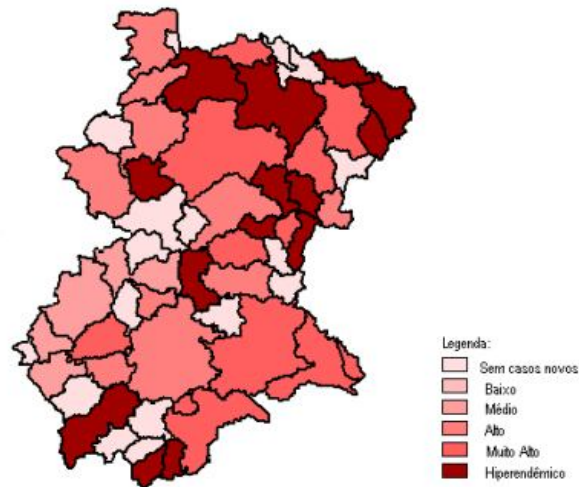 Legenda:
Sem casos novos
Baixo
Médio
Alto
Muito Alto
Hiperendêmico